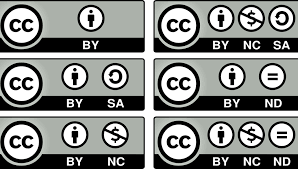 cc BY
cc $ BY NC SA
cc BY SA
cc = BY ND
cc $ BY NC
cc $ = BY NC ND